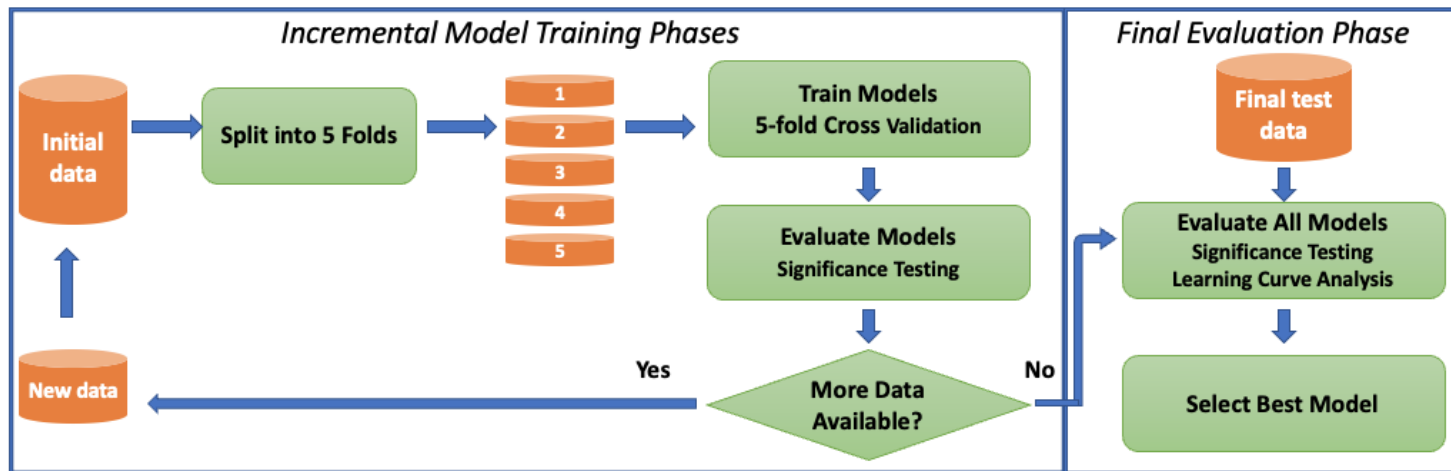 Incremental Model Training Phases
Initial
data
Split into 5 Folds
1
2
3
4
5
Train Models
5-fold Cross Validation
Evaluate Models
Significance Testing
More Data
Available?
Yes
No
New data
Final Evaluation Phase
Final test
data
Evaluate All Models
Significance Testing
Learning Curve Analysis
Select Best Model